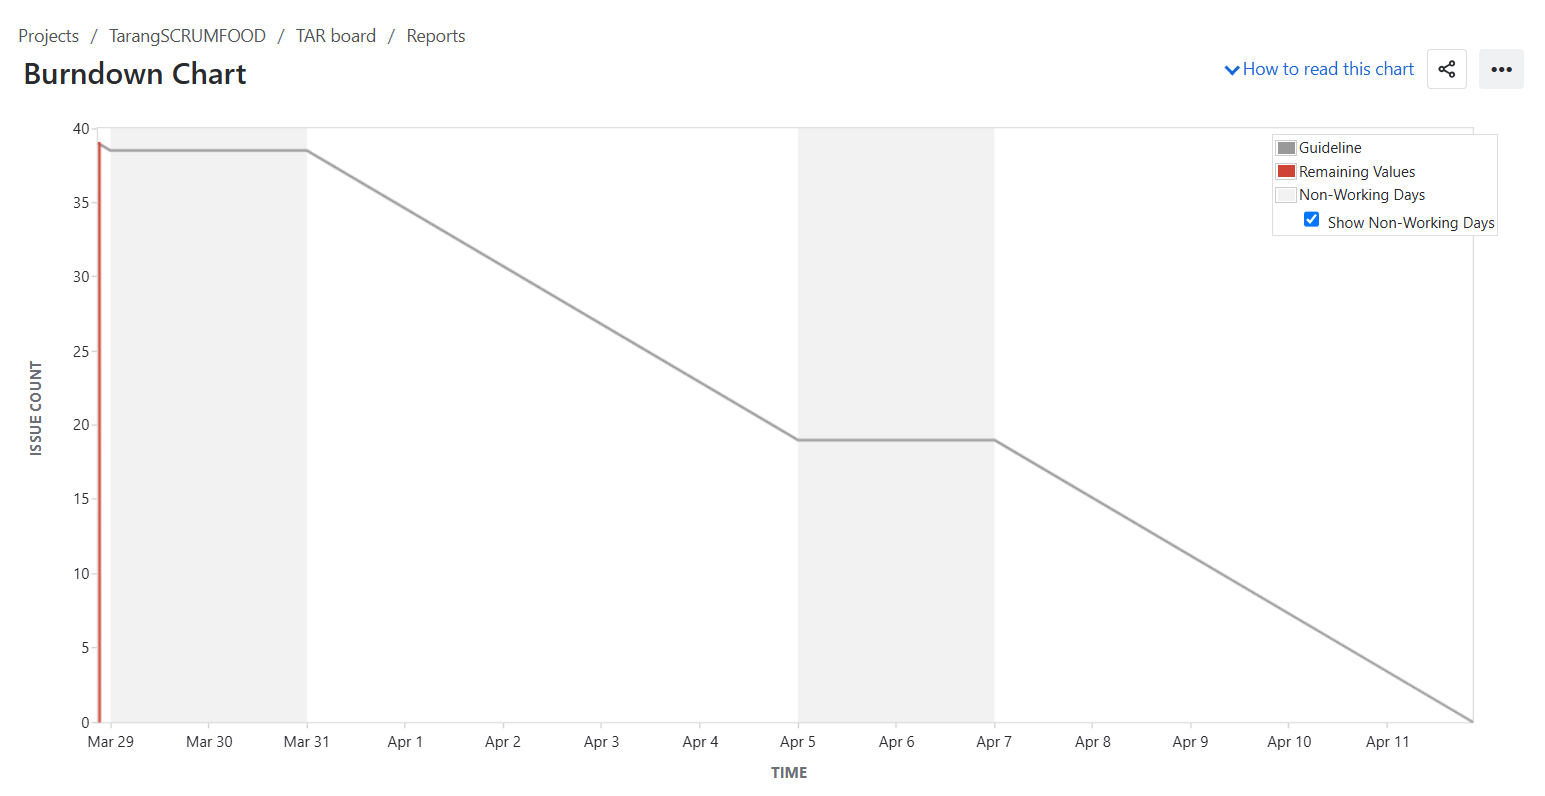 Projects / TarangSCRUMFOOD / TAR board / Reports
Burndown Chart
How to read this chart
Guideline
Remaining Values
Non-Working Days
Show Non-Working Days
ISSUE COUNT
40
35
30
25
20
15
10
5
0
Mar 29 Mar 30 Mar 31 Apr 1 Apr 2 Apr 3 Apr 4 Apr 5 Apr 6 Apr 7 Apr 8 Apr 9 Apr 10 Apr 11
TIME